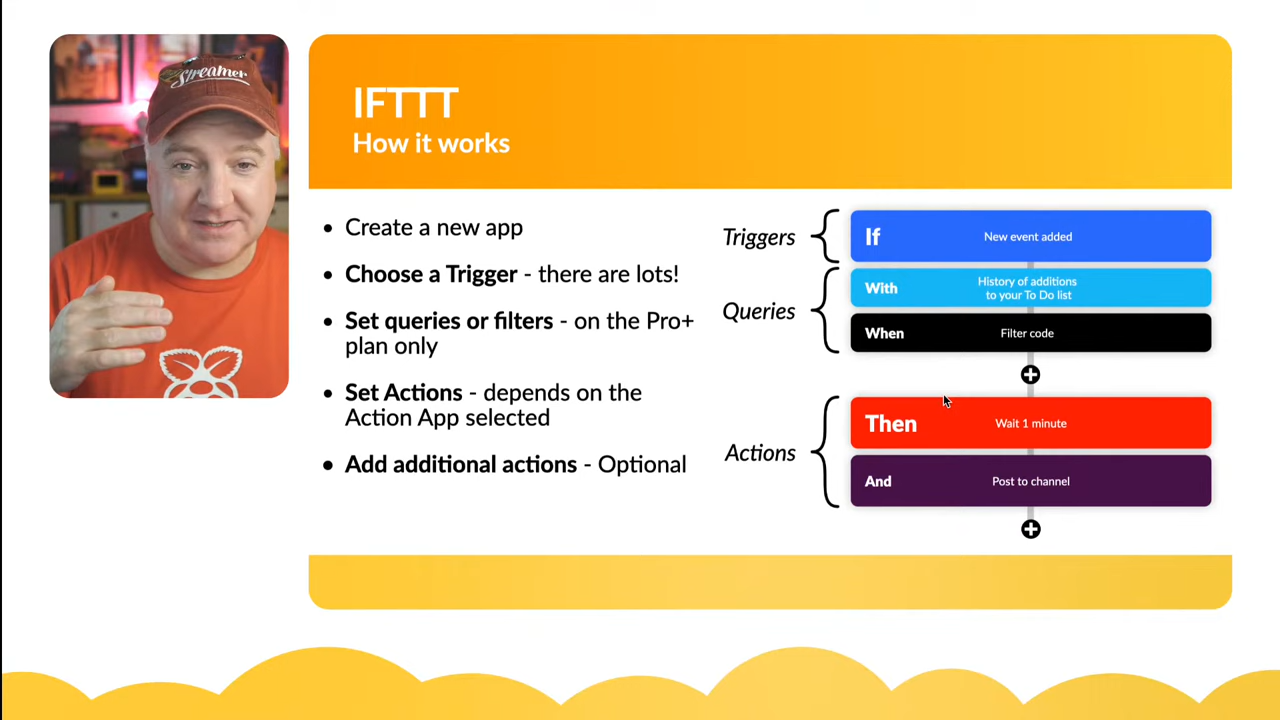 Streamer
IFTTT
How it works
• Create a new app
• Choose a Trigger - there are lots!
• Set queries or filters - on the Pro+
plan only
• Set Actions - depends on the
Action App selected
• Add additional actions - Optional
Triggers
If
New event added
Queries
With
History of additions
to your To Do list
When
Filter code
Actions
Then
Wait 1 minute
And
Post to channel